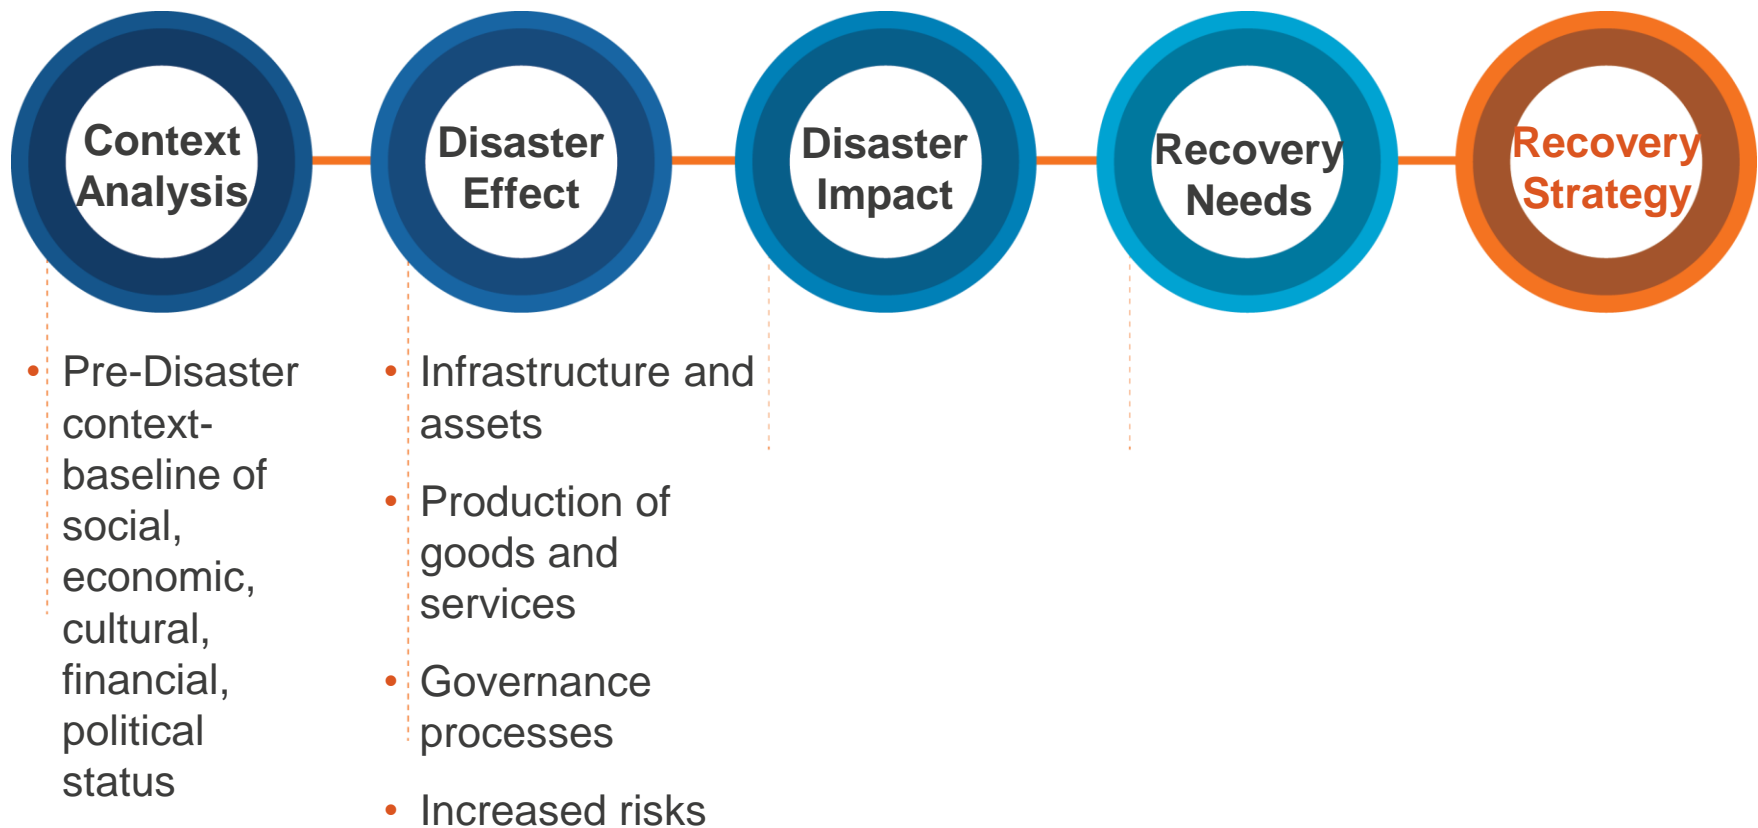 Context
Analysis
Disaster
Effect
Disaster
Impact
Recovery
Needs
Recovery
Strategy
• Pre-Disaster
context-
baseline of
social,
economic,
cultural,
financial,
political
status
• Infrastructure and
assets
• Production of
goods and
services
• Governance
processes
• Increased risks